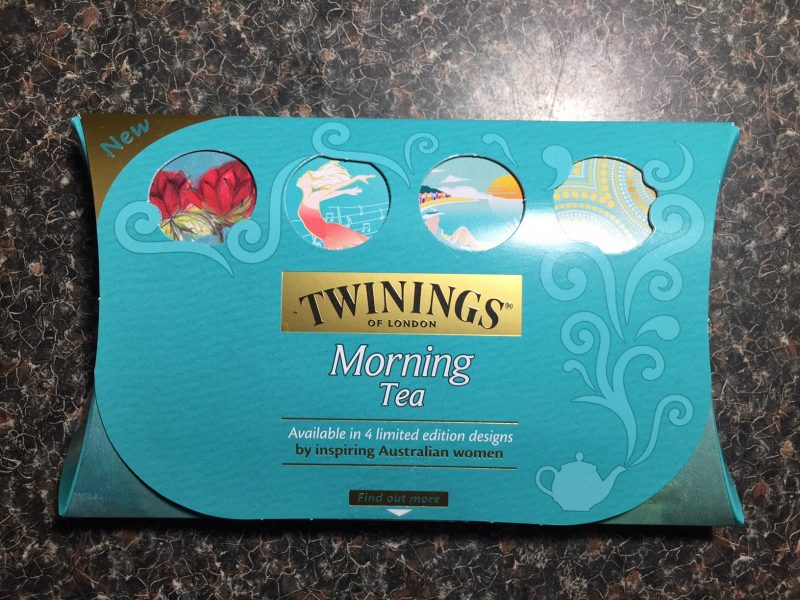 New
TWININGS®
OF LONDON
Morning
Tea
Available in 4 limited edition designs
by inspiring Australian women
Find out more